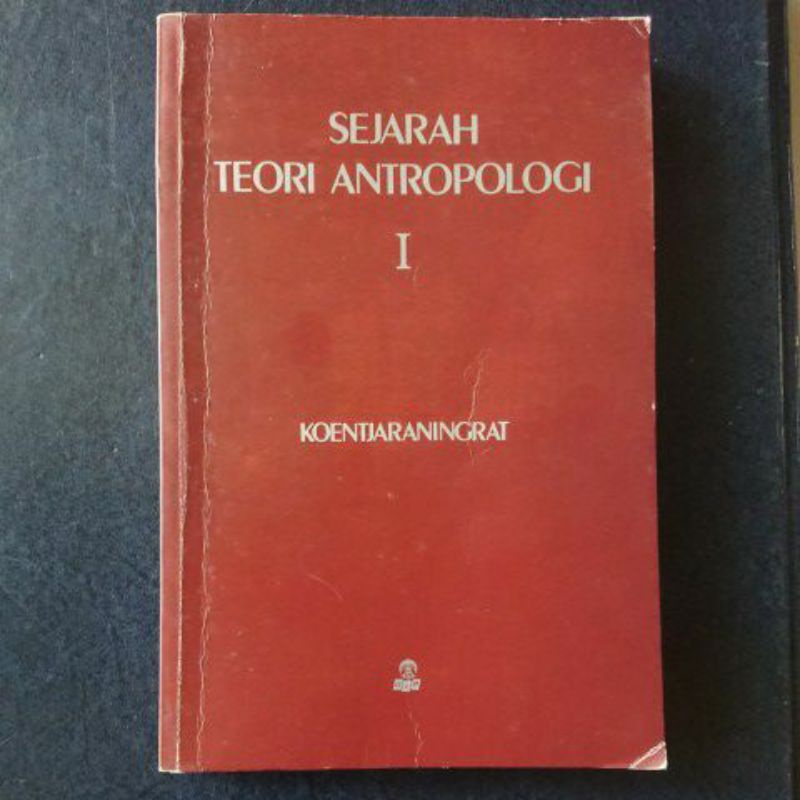 SEJARAH
TEORI ANTROPOLOGI
I
KOENTJARANINGRAT